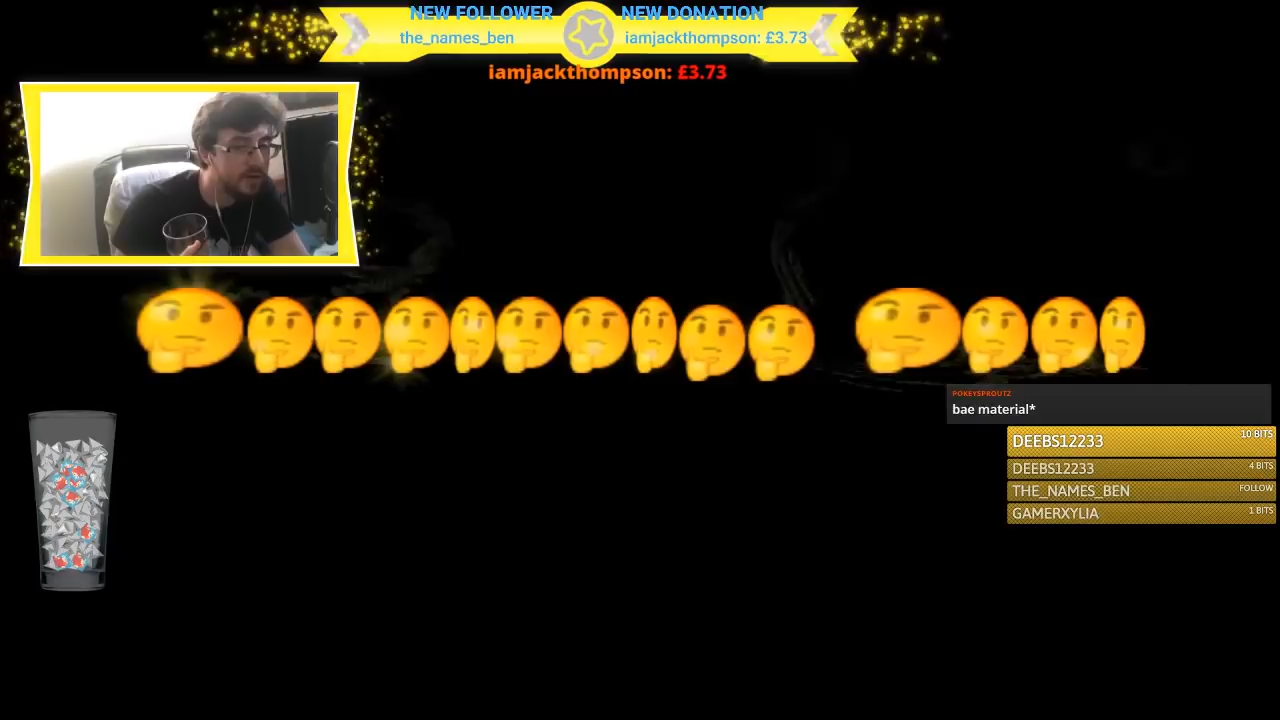 NEW FOLLOWER
NEW DONATION
the_names_ben
iamjackthompson: £3.73
iamjackthompson: £3.73
POKEYSPROUTZ
bae material*
DEEBS12233
10 BITS
DEEBS12233
4 BITS
THE_NAMES_BEN
FOLLOW
GAMERXYLIA
1 BITS